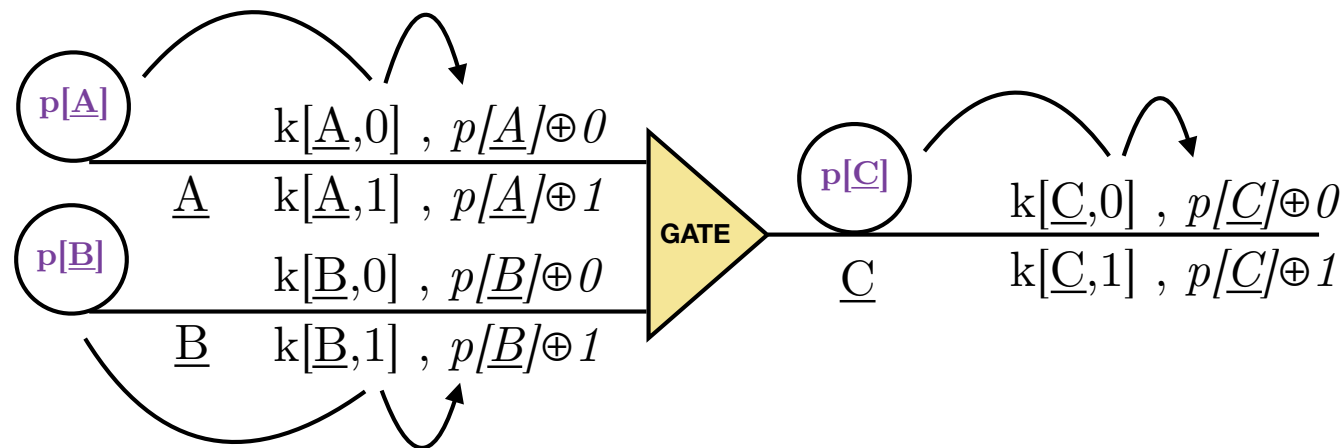 p[A]
k[A,0] , p[A]⊕0
A k[A,1] , p[A]⊕1
p[B]
k[B,0] , p[B]⊕0
B k[B,1] , p[B]⊕1
GATE
p[C]
k[C,0] , p[C]⊕0
C k[C,1] , p[C]⊕1